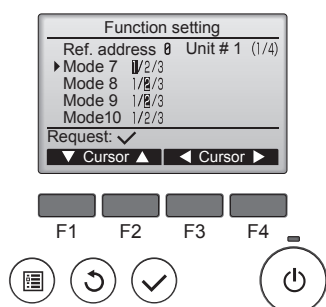 Function setting
Ref. address 0 Unit # 1 (1/4)
Mode 7 1/2/3
Mode 8 1/2/3
Mode 9 1/2/3
Mode10 1/2/3
Request: ✓
▼ Cursor ▲ ◀ Cursor ▶
F1 F2 F3 F4